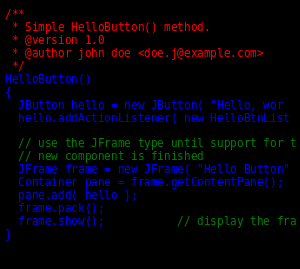 /**
 * Simple HelloButton() method.
 * @version 1.0
 * @author john doe <doe.j@example.com>
 */
HelloButton()
{
  JButton hello = new JButton( "Hello, wor
  hello.addActionListener( new HelloBtnList

  // use the JFrame type until support for t
  // new component is finished
  JFrame frame = new JFrame( "Hello Button"
  Container pane = frame.getContentPane();
  pane.add( hello );
  frame.pack();
  frame.show();           // display the fra
}